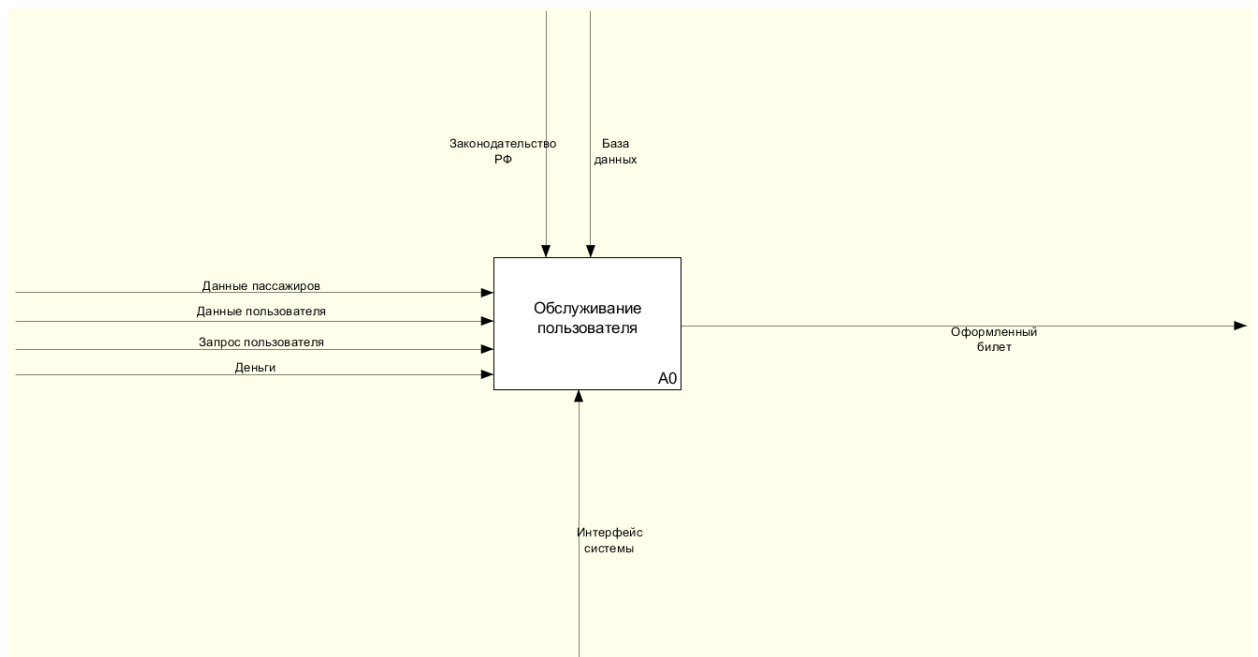 Законодательство
РФ
База
данных
Данные пассажиров
Данные пользователя
Запрос пользователя
Деньги
Обслуживание
пользователя
A0
Оформленный
билет
Интерфейс
системы